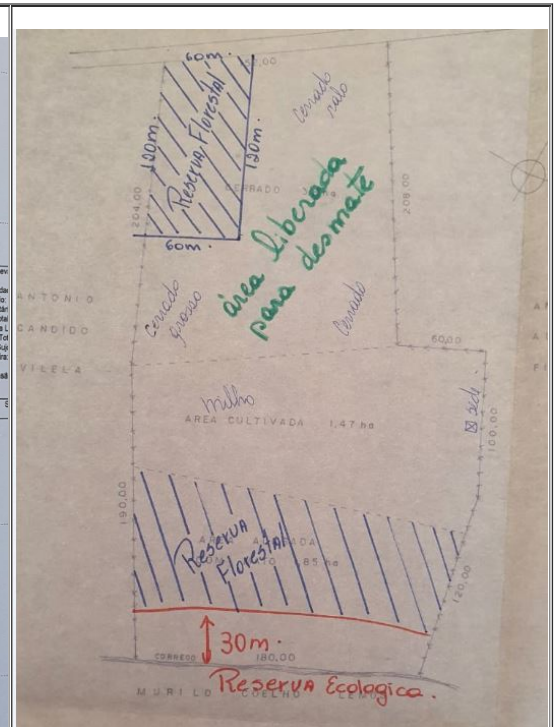 60m.
Reserva Florestal
120m.
120m.
60m.
cerrado ralo
área liberada
para desmate
204.00
208.00
ANTONIO
CANDIDO
VILELA
cerrado grosso
Cerrado
60,00
milho
AREA CULTIVADA 1,47 ha
sede
100.00
190,00
Reserva
Florestal
120,00
30m.
CORREGO 180,00
Reserva Ecologica.
MURILO COELHO LEMOS